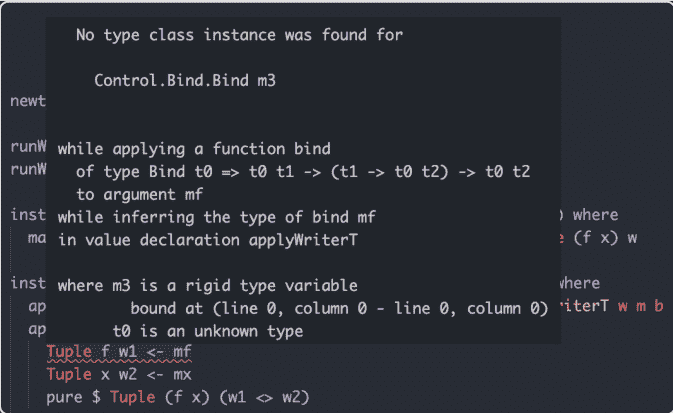 No type class instance was found for
Control.Bind.Bind m3
newt
while applying a function bind
runW
of type Bind t0 => t0 t1 -> (t1 -> t0 t2) -> t0 t2
runW
to argument mf
while inferring the type of bind mf
inst where
in value declaration applyWriterT
ma (f x) w
where m3 is a rigid type variable
inst where
bound at (line 0, column 0 - line 0, column 0)
ap riterT w m b
t0 is an unknown type
ap
Tuple f w1 <- mf
Tuple x w2 <- mx
pure $ Tuple (f x) (w1 <> w2)